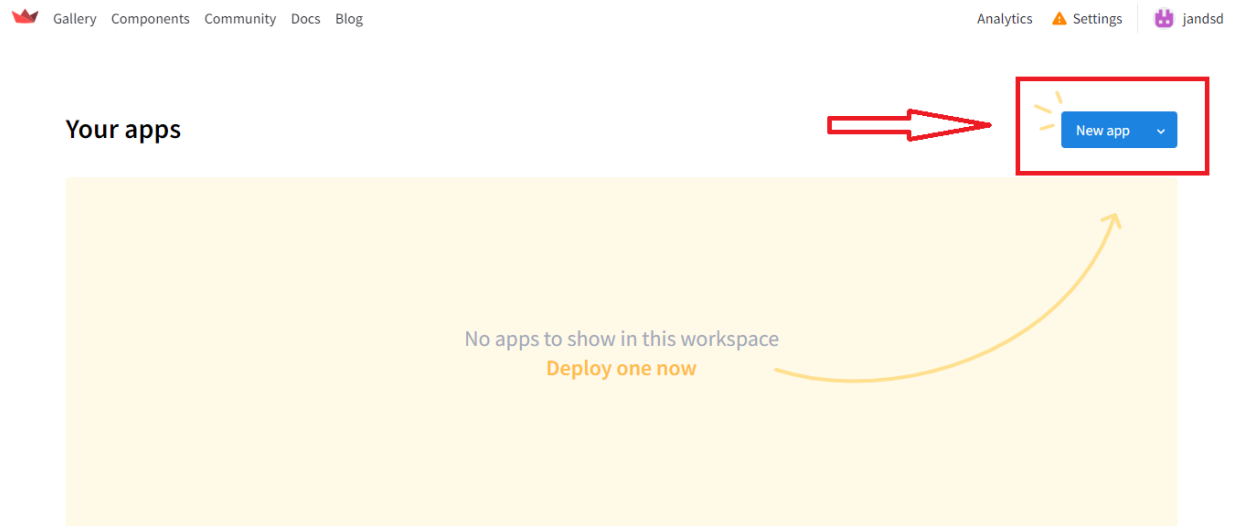 Gallery Components Community Docs Blog Analytics Settings jandsd
Your apps
New app
No apps to show in this workspace
Deploy one now